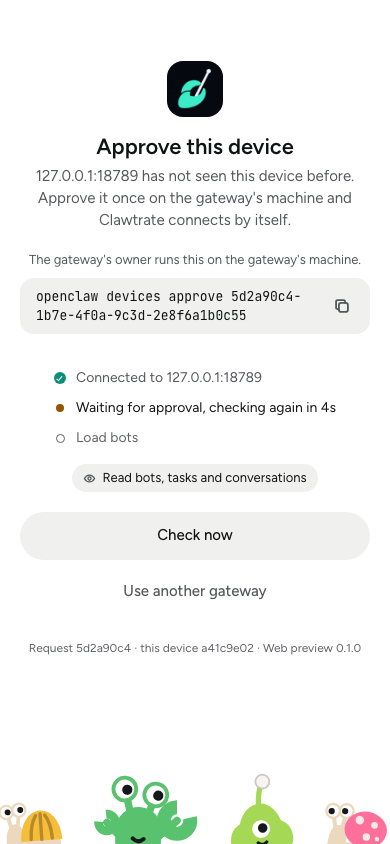 Approve this device
127.0.0.1:18789 has not seen this device before.
Approve it once on the gateway's machine and
Clawtrate connects by itself.
The gateway's owner runs this on the gateway's machine.
openclaw devices approve 5d2a90c4-
1b7e-4f0a-9c3d-2e8f6a1b0c55
Connected to 127.0.0.1:18789
Waiting for approval, checking again in 4s
Load bots
Read bots, tasks and conversations
Check now
Use another gateway
Request 5d2a90c4 · this device a41c9e02 · Web preview 0.1.0